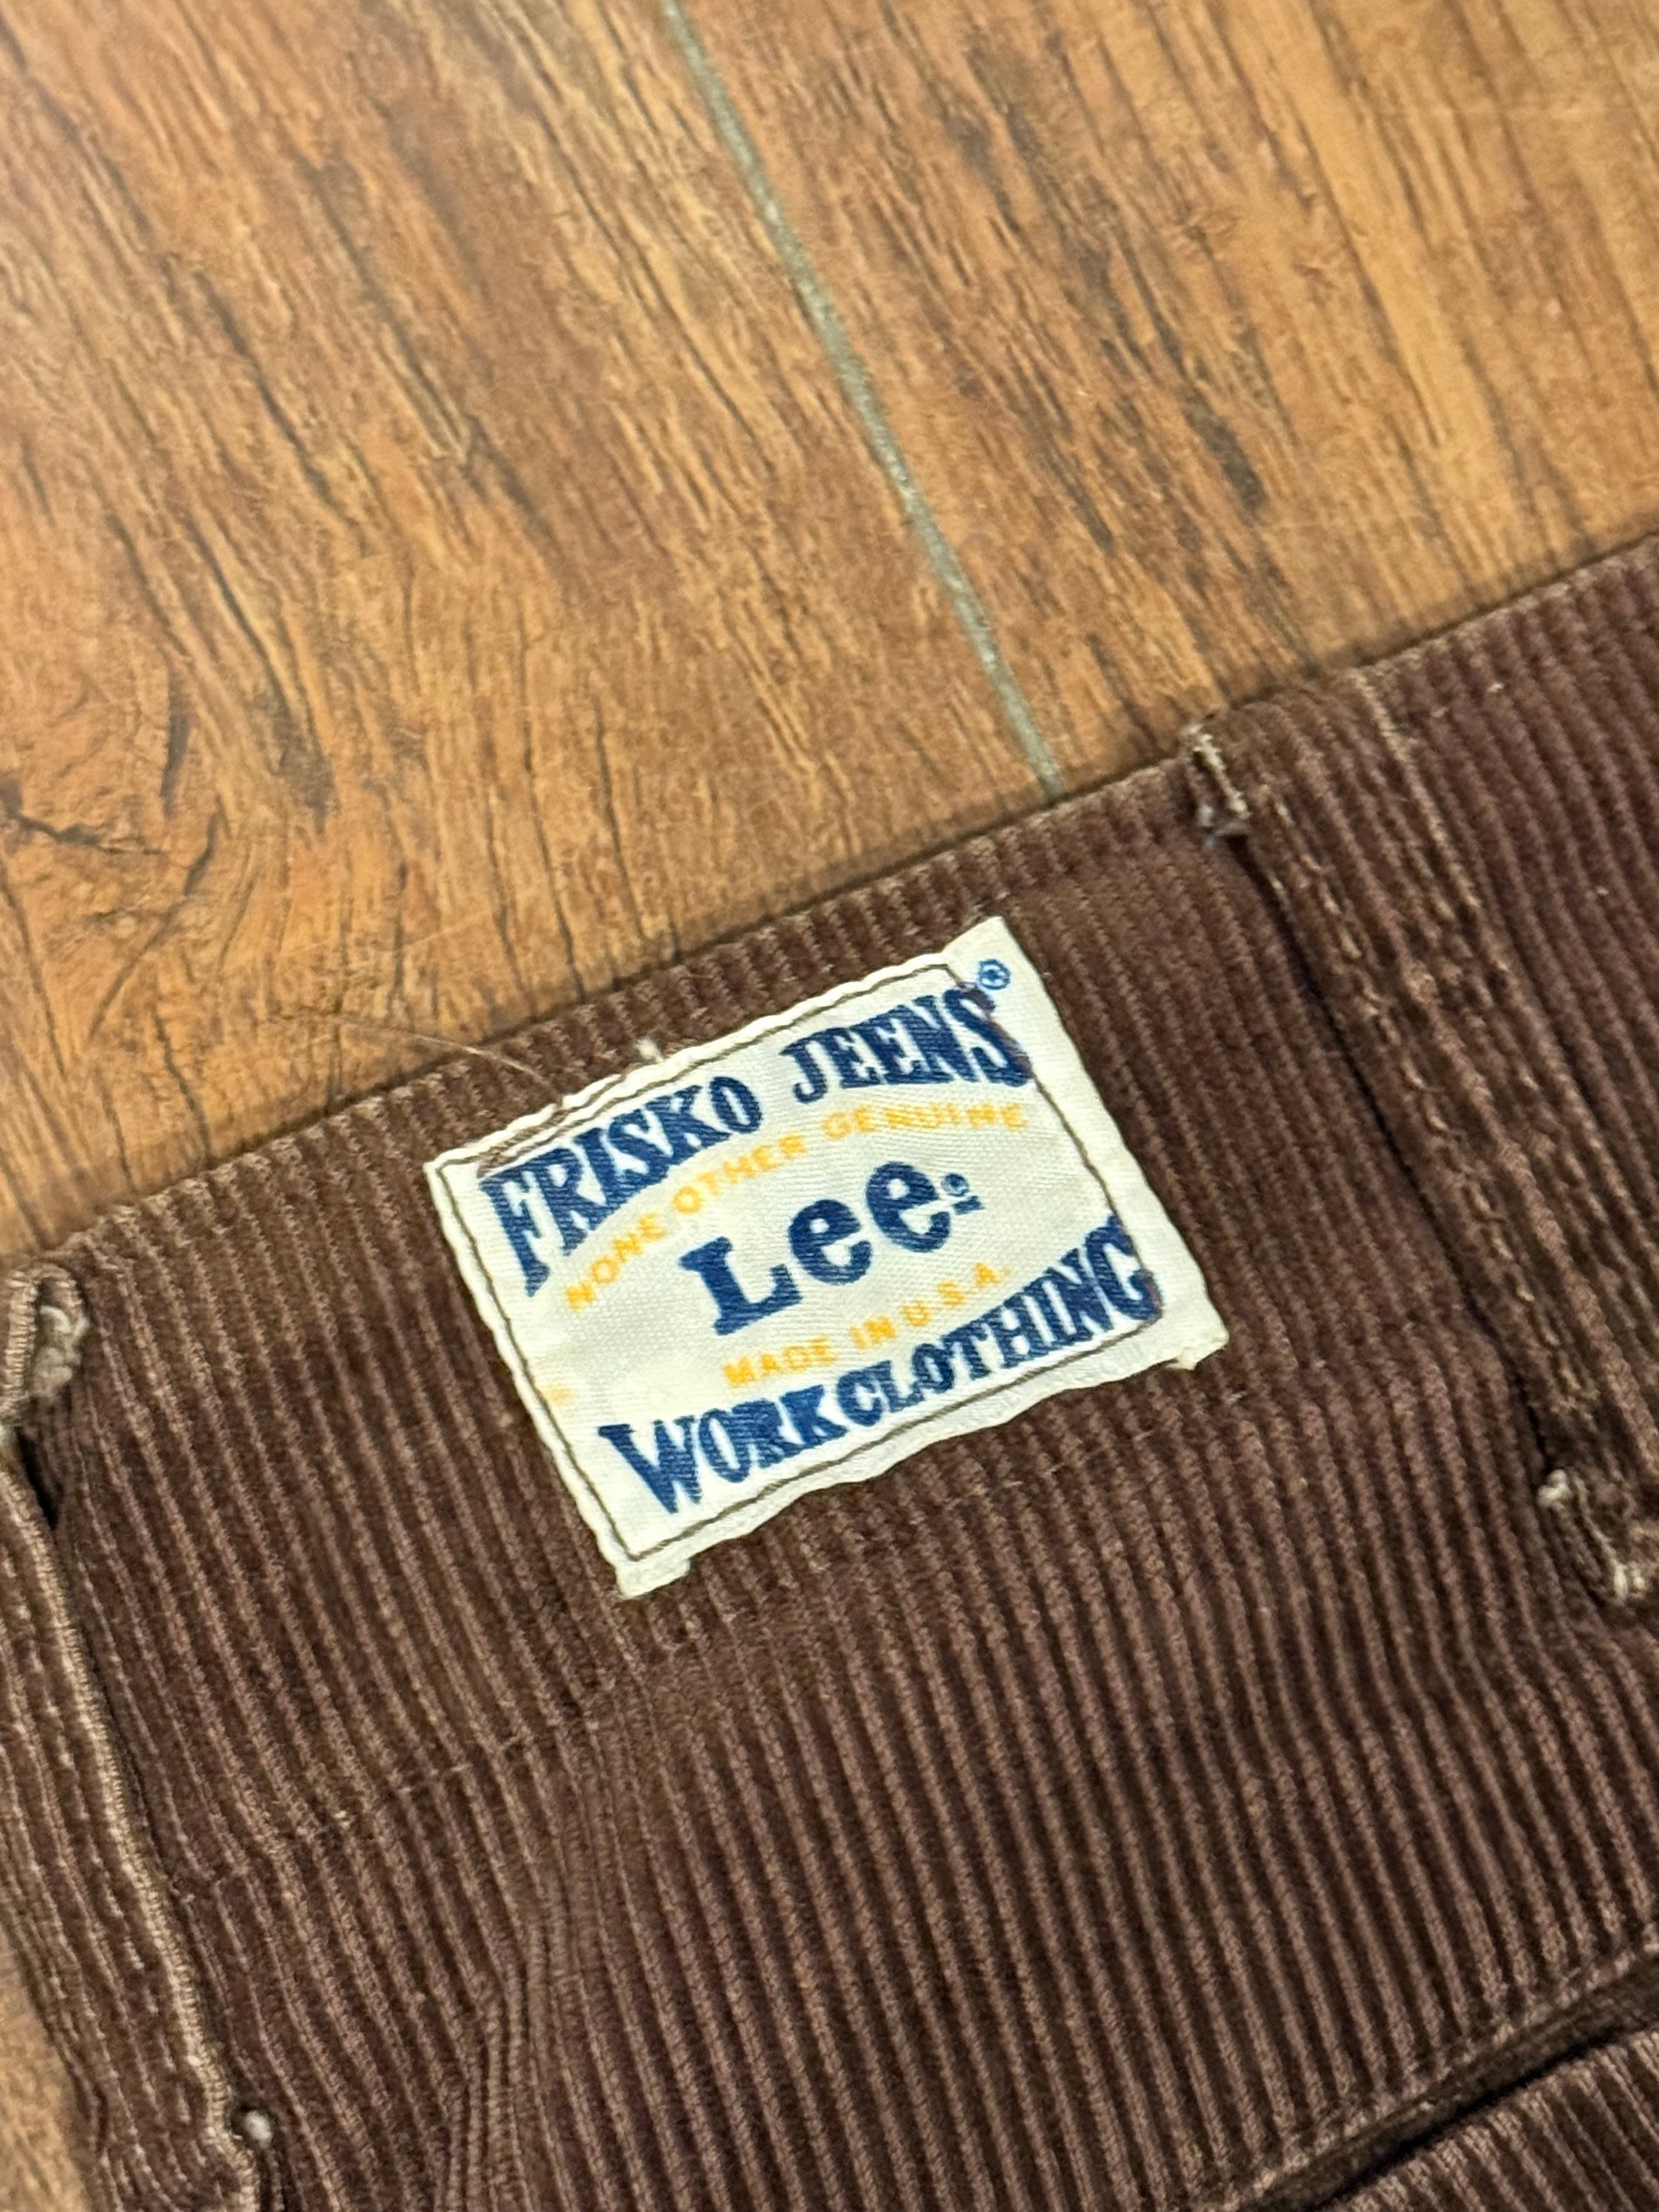 FRISKO JEENS®
NONE OTHER GENUINE
Lee®
MADE IN U.S.A.
WORKCLOTHING